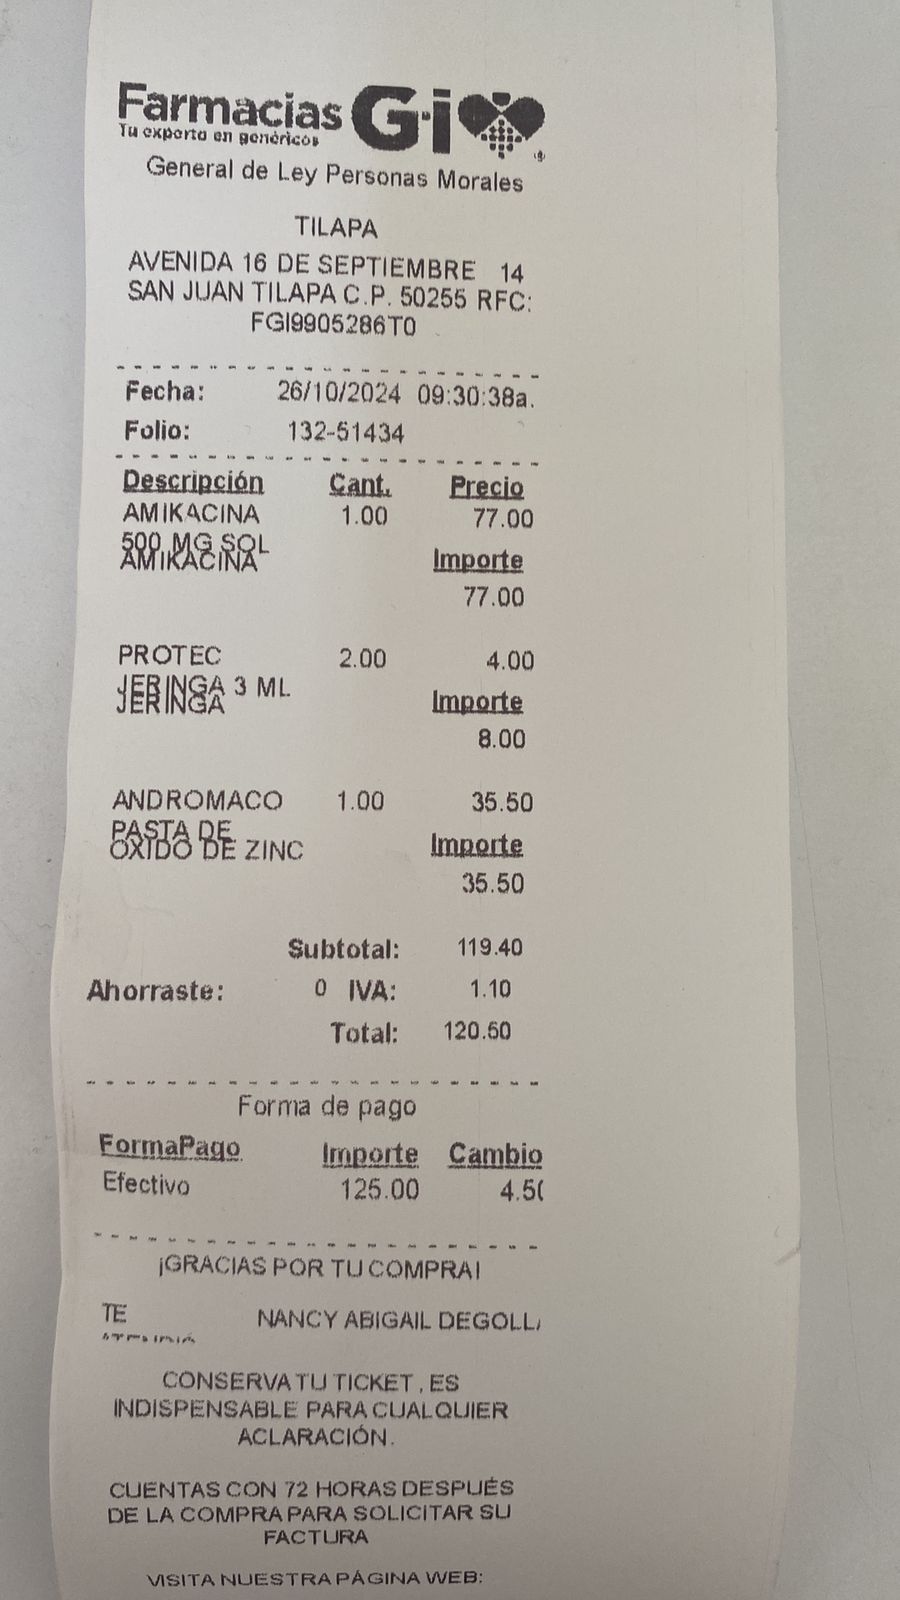 Farmacias G·i
Tu experto en genéricos
General de Ley Personas Morales
TILAPA
AVENIDA 16 DE SEPTIEMBRE 14
SAN JUAN TILAPA C.P. 50255 RFC:
FGI9905286T0
Fecha: 26/10/2024 09:30:38a.
Folio: 132-51434
Descripción Cant. Precio
AMIKACINA 1.00 77.00
500 MG SOL
AMIKACINA Importe
77.00
PROTEC 2.00 4.00
JERINGA 3 ML
JERINGA Importe
8.00
ANDROMACO 1.00 35.50
PASTA DE
OXIDO DE ZINC Importe
35.50
Subtotal: 119.40
Ahorraste: 0 IVA: 1.10
Total: 120.50
Forma de pago
FormaPago Importe Cambio
Efectivo 125.00 4.50
¡GRACIAS POR TU COMPRA!
TE NANCY ABIGAIL DEGOLL
CONSERVA TU TICKET , ES
INDISPENSABLE PARA CUALQUIER
ACLARACIÓN.
CUENTAS CON 72 HORAS DESPUÉS
DE LA COMPRA PARA SOLICITAR SU
FACTURA
VISITA NUESTRA PÁGINA WEB: